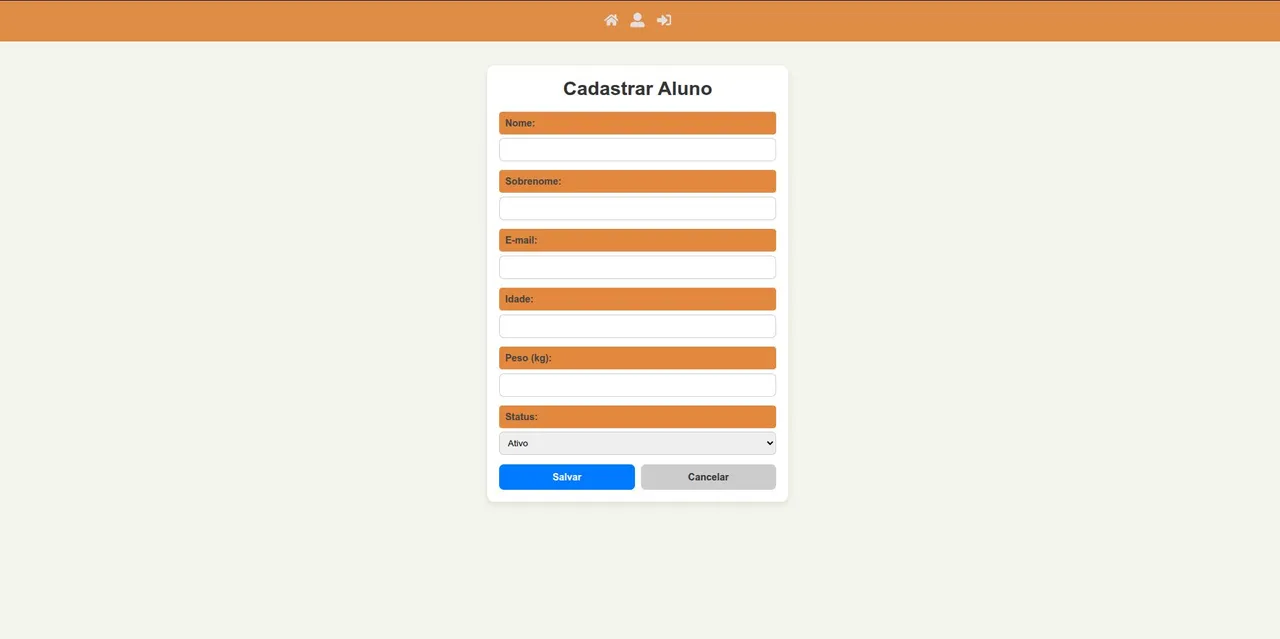 Cadastrar Aluno
Nome:
Sobrenome:
E-mail:
Idade:
Peso (kg):
Status:
Ativo
Salvar Cancelar